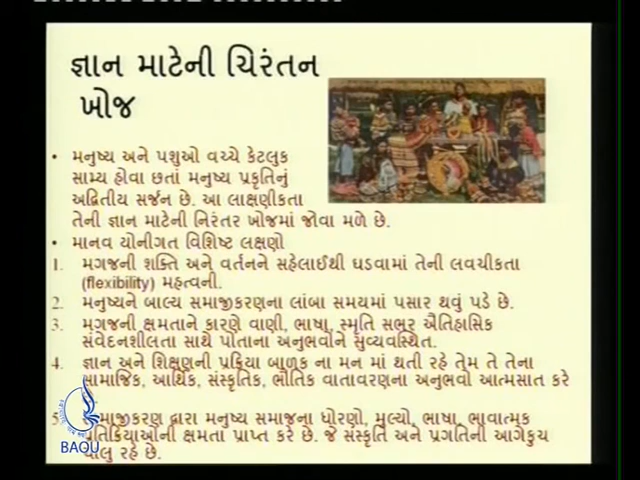 જ્ઞાન માટેની ચિરંતન
ખોજ
• મનુષ્ય અને પશુઓ વચ્ચે કેટલુક
સામ્ય હોવા છતાં મનુષ્ય પ્રકૃતિનું
અદ્વિતીય સર્જન છે. આ લાક્ષણીકતા
તેની જ્ઞાન માટેની નિરંતર ખોજમાં જોવા મળે છે.
• માનવ યોનીગત વિશિષ્ટ લક્ષણો
1. મગજની શક્તિ અને વર્તનને સહેલાઈથી ઘડવામાં તેની લવચીકતા
(flexibility) મહત્વની.
2. મનુષ્યને બાલ્ય સમાજીકરણના લાંબા સમયમાં પસાર થવું પડે છે.
3. મગજની ક્ષમતાને કારણે વાણી, ભાષા, સ્મૃતિ સભર ઐતિહાસિક
સંવેદનશીલતા સાથે પોતાના અનુભવોને સુવ્યવસ્થિત.
4. જ્ઞાન અને શિક્ષણની પ્રક્રિયા બાળક ના મન માં થતી રહે તેમ તે તેના
સામાજિક, આર્થિક, સંસ્કૃતિક, ભૌતિક વાતાવરણના અનુભવો આત્મસાત કરે
5. સમાજીકરણ દ્વારા મનુષ્ય સમાજના ધોરણો, મુલ્યો, ભાષા, ભાવાત્મક
પ્રતિક્રિયાઓની ક્ષમતા પ્રાપ્ત કરે છે. જે સંસ્કૃતિ અને પ્રગતિની આગેકુચ
ચાલુ રહે છે.
BAOU